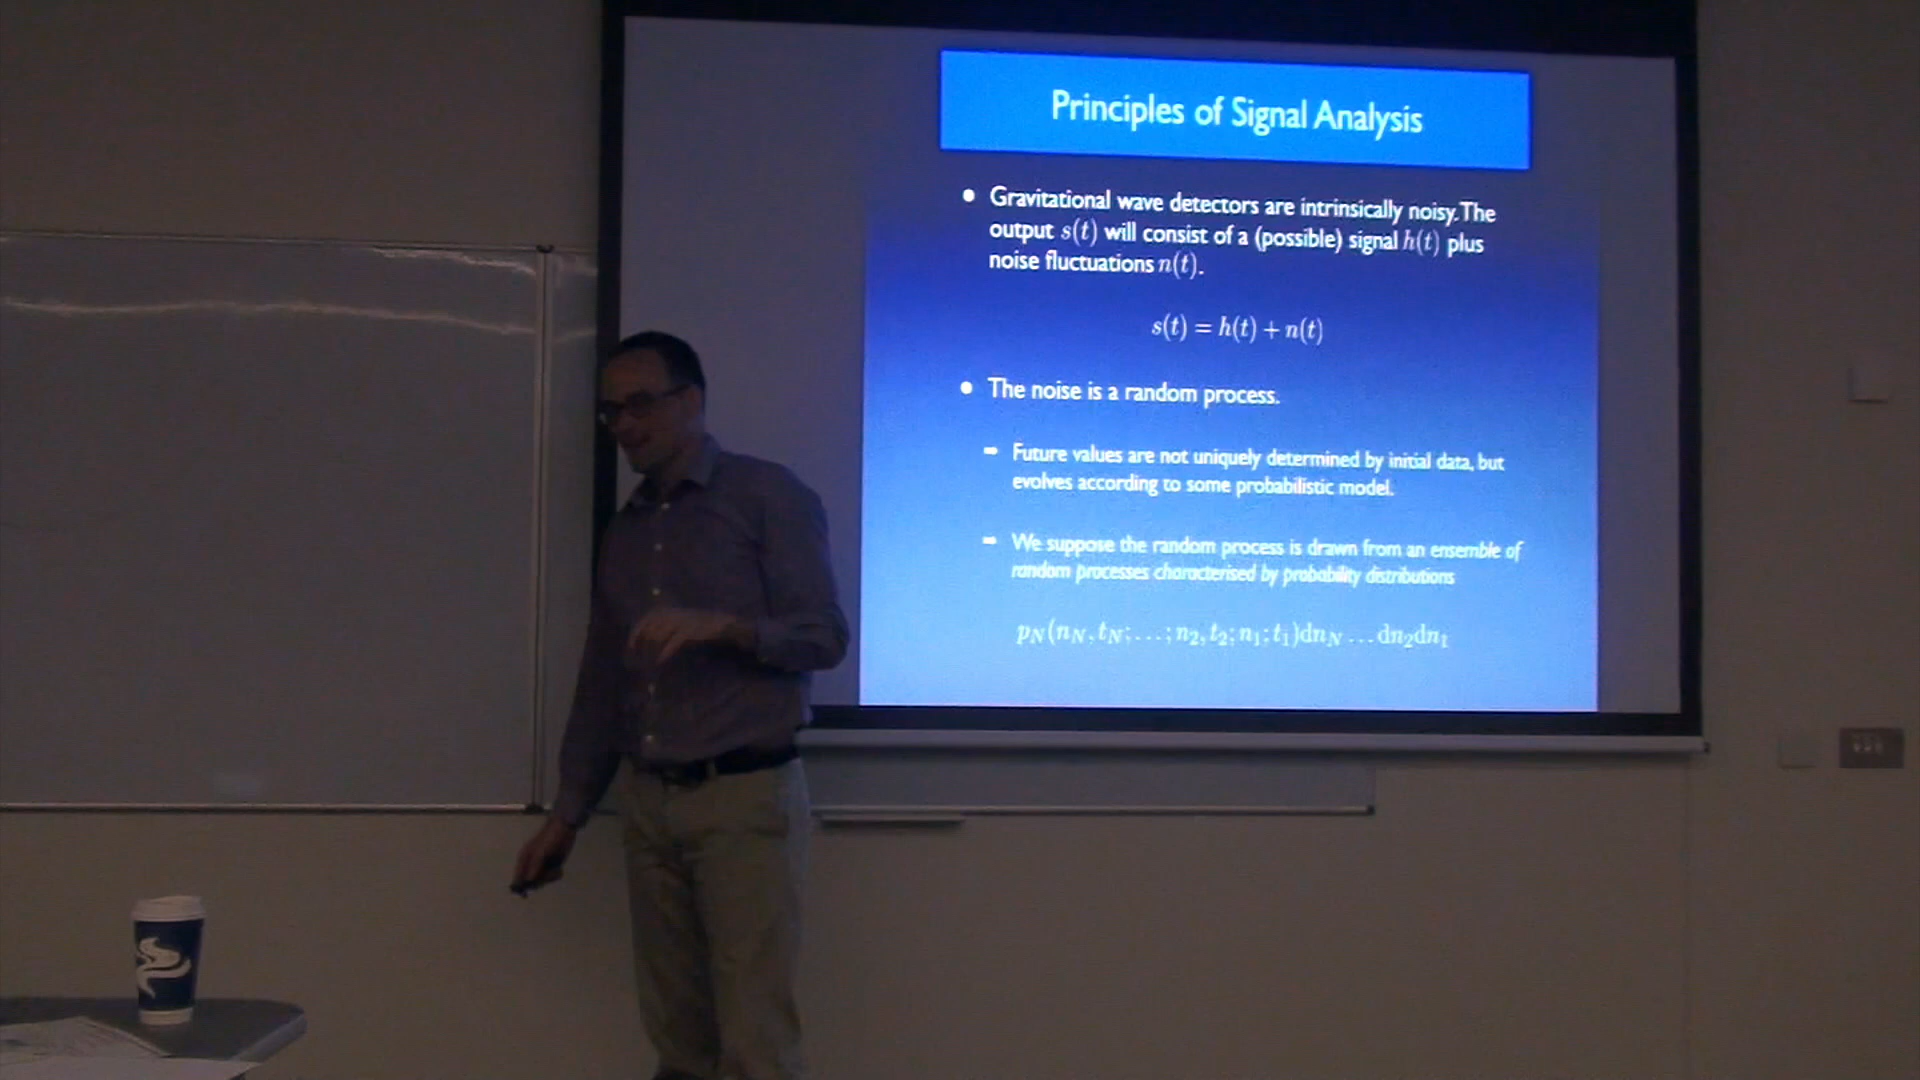 Principles of Signal Analysis
• Gravitational wave detectors are intrinsically noisy. The
output s(t) will consist of a (possible) signal h(t) plus
noise fluctuations n(t).
s(t) = h(t) + n(t)
• The noise is a random process.
– Future values are not uniquely determined by initial data, but
evolves according to some probabilistic model.
– We suppose the random process is drawn from an ensemble of
random processes characterised by probability distributions
p_N(n_N, t_N; ...; n_2, t_2; n_1; t_1)dn_N ... dn_2dn_1